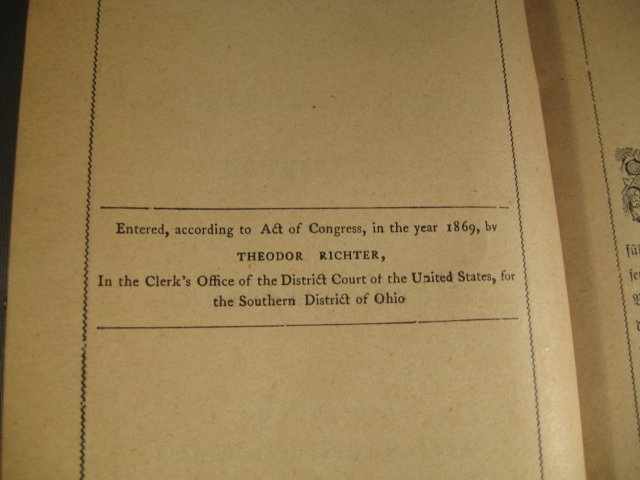 Entered, according to Act of Congress, in the year 1869, by
THEODOR RICHTER,
In the Clerk's Office of the District Court of the United States, for
the Southern District of Ohio